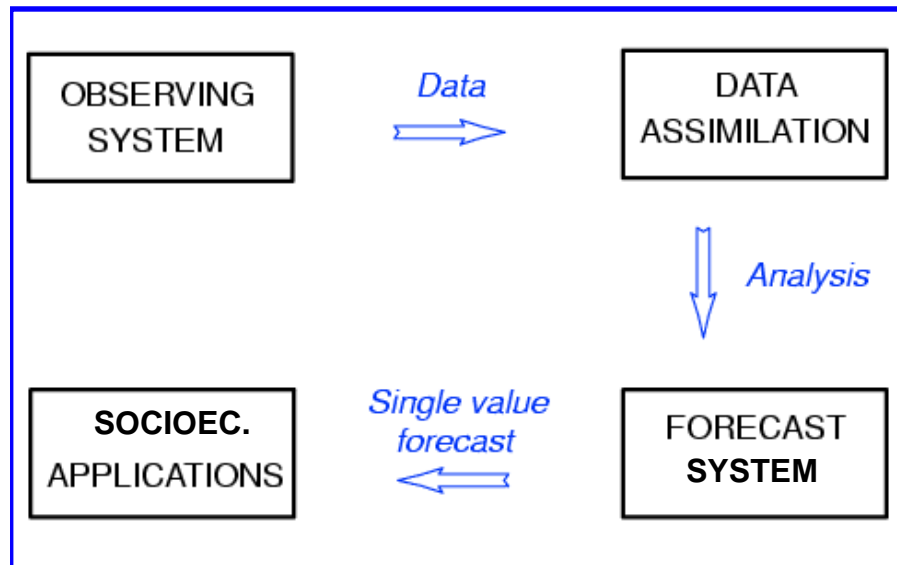 OBSERVING
SYSTEM
Data
DATA
ASSIMILATION
Analysis
FORECAST
SYSTEM
Single value
forecast
SOCIOEC.
APPLICATIONS